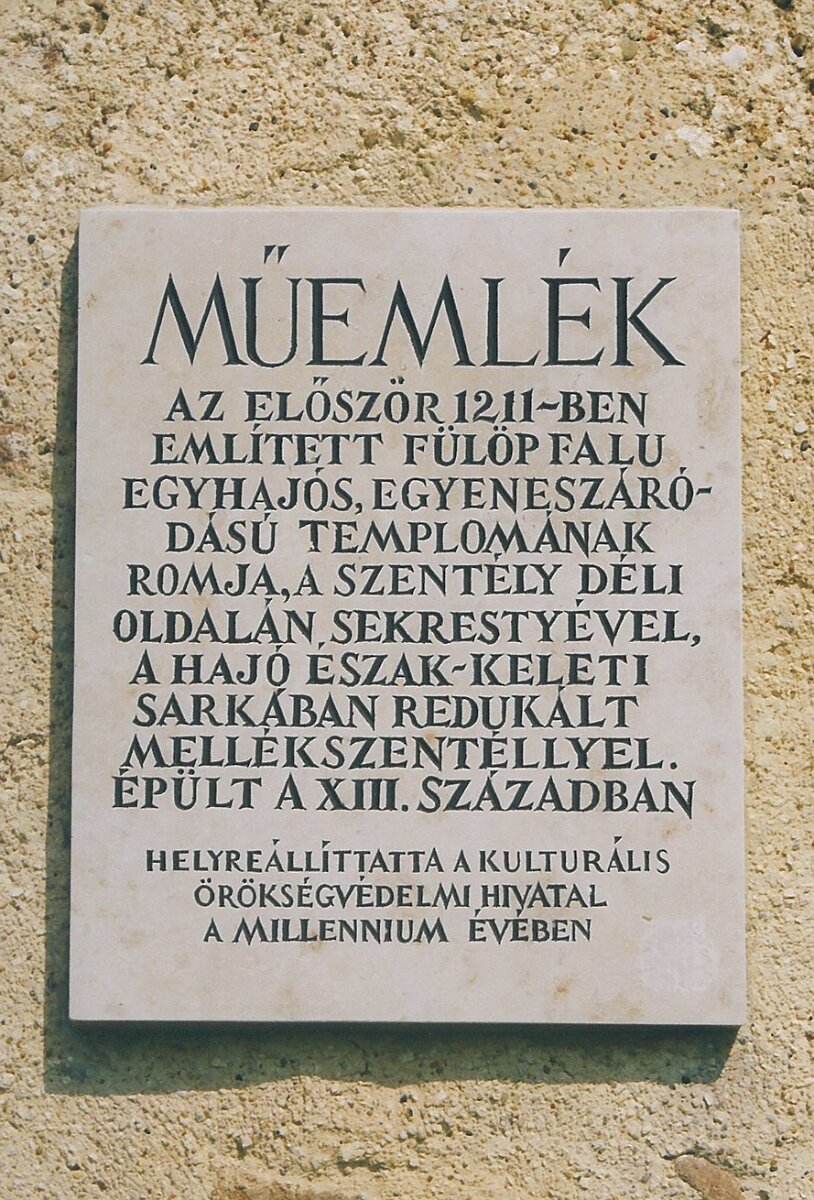 MŰEMLÉK
AZ ELŐSZÖR 1211-BEN
EMLÍTETT FÜLÖP FALU
EGYHAJÓS, EGYENESZÁRÓ-
DÁSÚ TEMPLOMÁNAK
ROMJA, A SZENTÉLY DÉLI
OLDALÁN SEKRESTYÉVEL,
A HAJÓ ÉSZAK-KELETI
SARKÁBAN REDUKÁLT
MELLÉKSZENTÉLLYEL.
ÉPÜLT A XIII. SZÁZADBAN
HELYREÁLLÍTTATTA A KULTURÁLIS
ÖRÖKSÉGVÉDELMI HIVATAL
A MILLENNIUM ÉVÉBEN